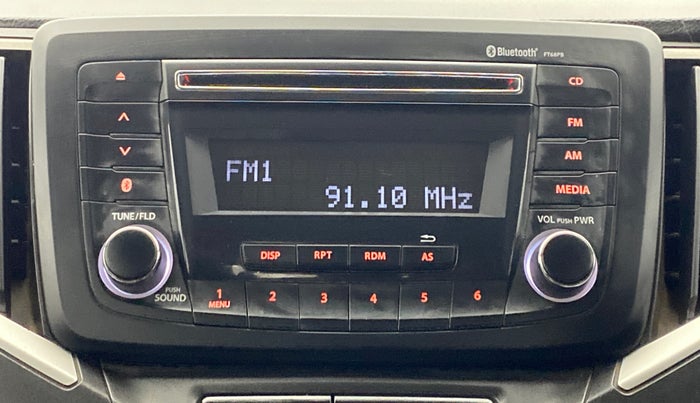 Bluetooth® FT68PB
CD
FM
AM
MEDIA
FM1
91.10 MHz
TUNE/FLD
VOL PUSH PWR
DISP RPT RDM AS
PUSH
SOUND
1 2 3 4 5 6
MENU